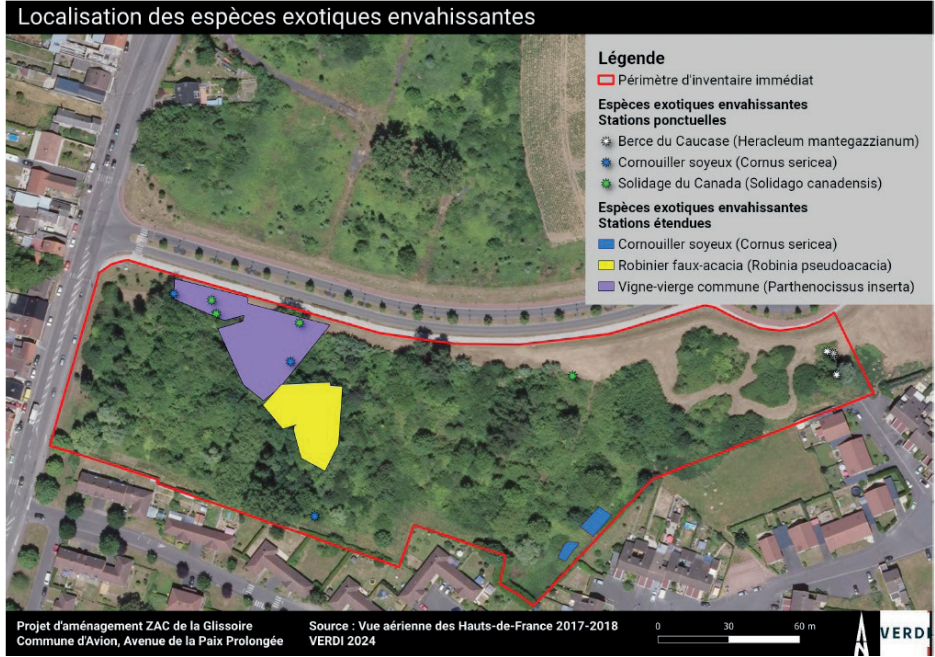 Localisation des espèces exotiques envahissantes
Légende
Périmètre d'inventaire immédiat
Espèces exotiques envahissantes
Stations ponctuelles
Berce du Caucase (Heracleum mantegazzianum)
Cornouiller soyeux (Cornus sericea)
Solidage du Canada (Solidago canadensis)
Espèces exotiques envahissantes
Stations étendues
Cornouiller soyeux (Cornus sericea)
Robinier faux-acacia (Robinia pseudoacacia)
Vigne-vierge commune (Parthenocissus inserta)
Projet d'aménagement ZAC de la Glissoire
Commune d'Avion, Avenue de la Paix Prolongée
Source : Vue aérienne des Hauts-de-France 2017-2018
VERDI 2024
0 30 60 m
N
VERDI